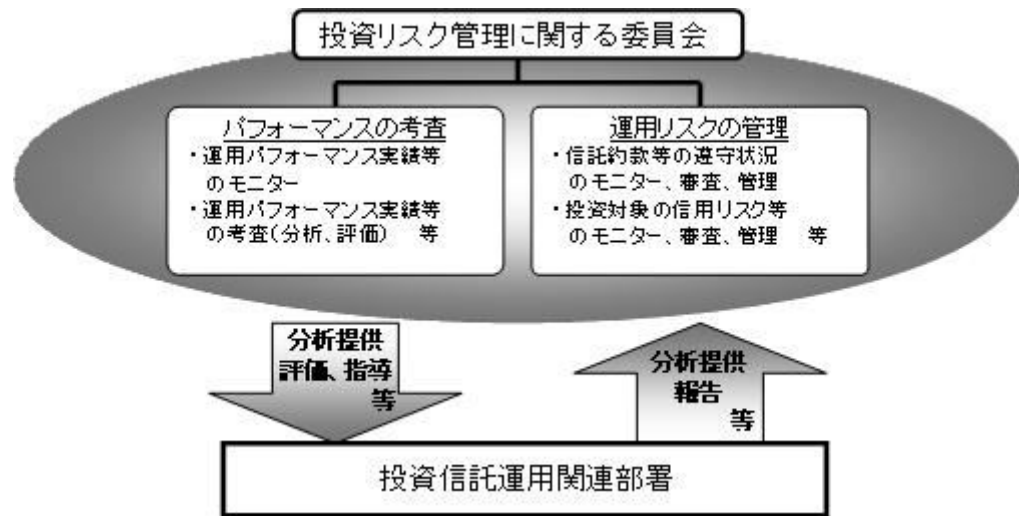 投資リスク管理に関する委員会
パフォーマンスの考査
・運用パフォーマンス実績等
のモニター
・運用パフォーマンス実績等
の考査(分析、評価) 等
運用リスクの管理
・信託約款等の遵守状況
のモニター、審査、管理
・投資対象の信用リスク等
のモニター、審査、管理 等
分析提供
評価、指導
等
分析提供
報告
等
投資信託運用関連部署